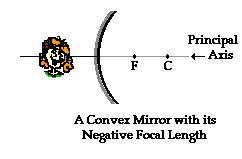 Principal
Axis
F
C
A Convex Mirror with its
Negative Focal Length